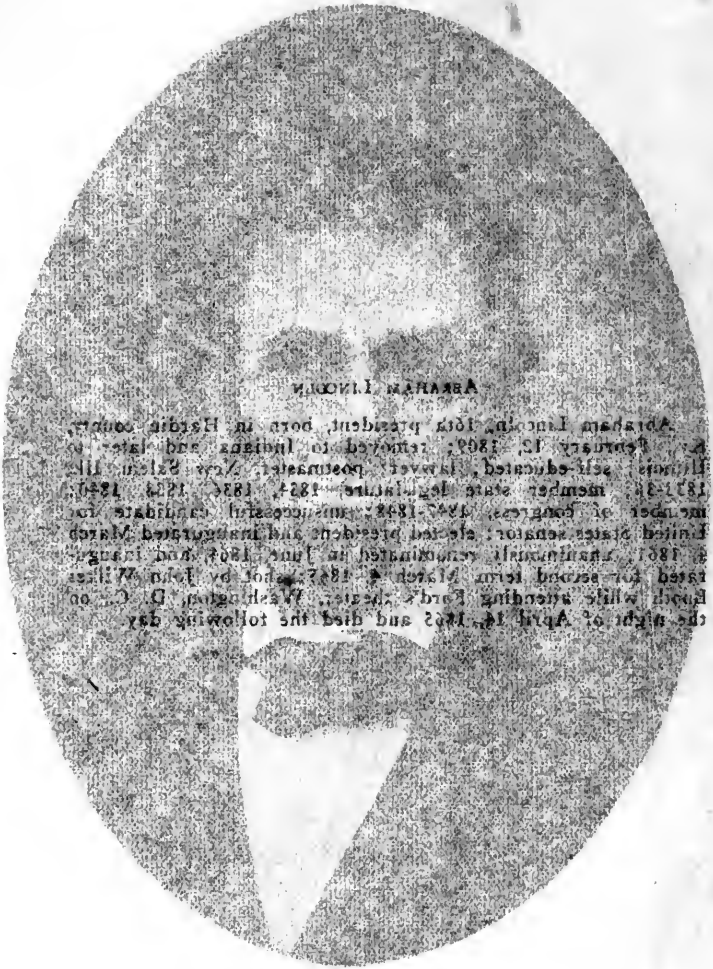 ABRAHAM LINCOLN
Abraham Lincoln, 16th president, born in Hardin county,
February 12, 1809; removed to Indiana and later to
Illinois; self-educated, lawyer; postmaster, New Salem Ill.
member state legislature 1834, 1836, 1838, 1840;
member of congress, 1847-1848; unsuccessful candidate for
United States senator; elected president and inaugurated March
4, 1861; unanimously renominated in June, 1864 and inaugu-
rated for second term March 4, 1865; shot by John Wilkes
Booth while attending Ford's theater, Washington, D. C., on
the night of April 14, 1865 and died the following day.